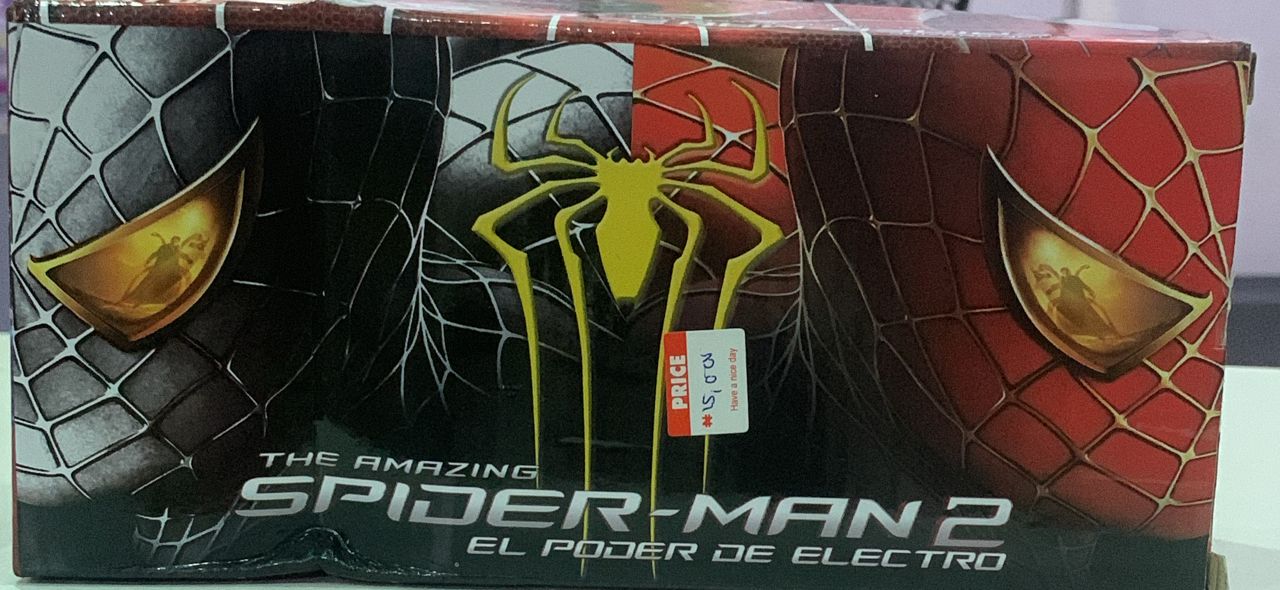 THE AMAZING
SPIDER-MAN 2
EL PODER DE ELECTRO
PRICE
#15,000
Have a nice day